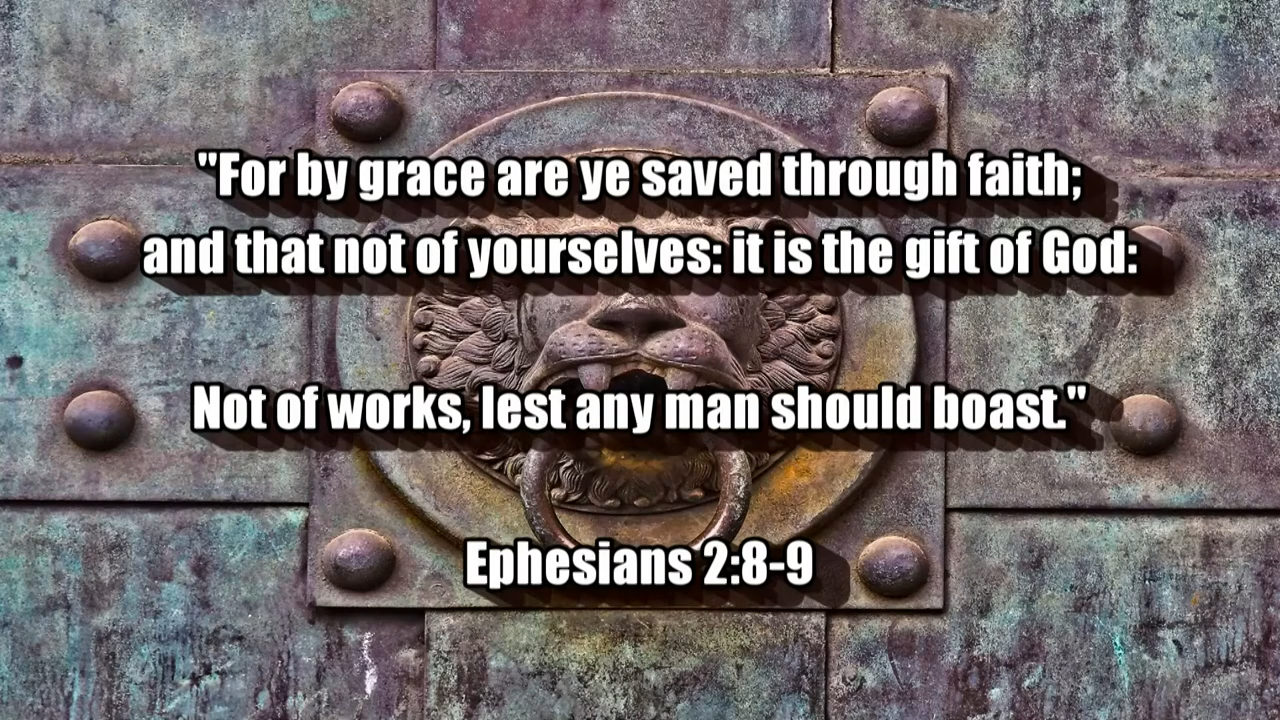 "For by grace are ye saved through faith;
and that not of yourselves: it is the gift of God:
Not of works, lest any man should boast."
Ephesians 2:8-9